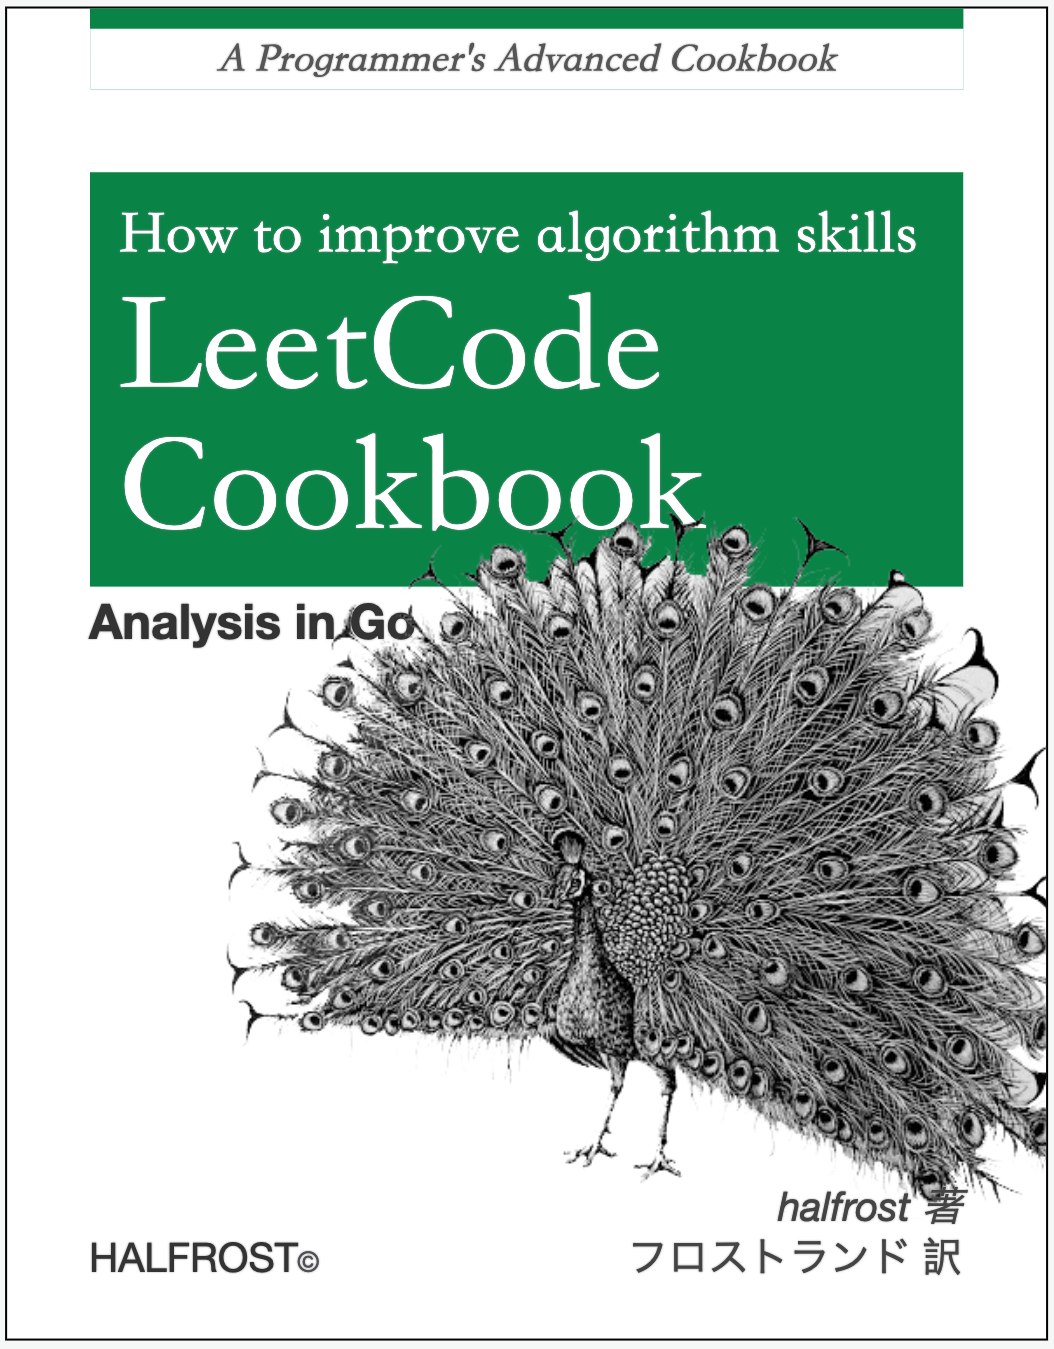 A Programmer's Advanced Cookbook
How to improve algorithm skills
LeetCode
Cookbook
Analysis in Go
halfrost 著
HALFROST©
フロストランド 訳